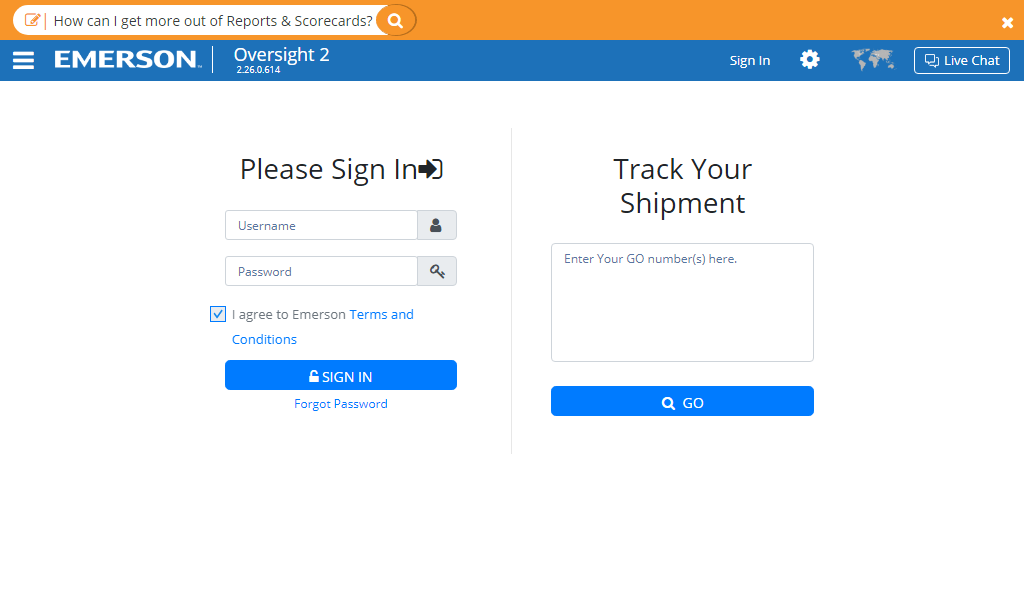 How can I get more out of Reports & Scorecards?
EMERSON™
Oversight 2
2.26.0.614
Sign In
Live Chat
Please Sign In
Username
Password
I agree to Emerson Terms and
Conditions
SIGN IN
Forgot Password
Track Your
Shipment
Enter Your GO number(s) here.
GO